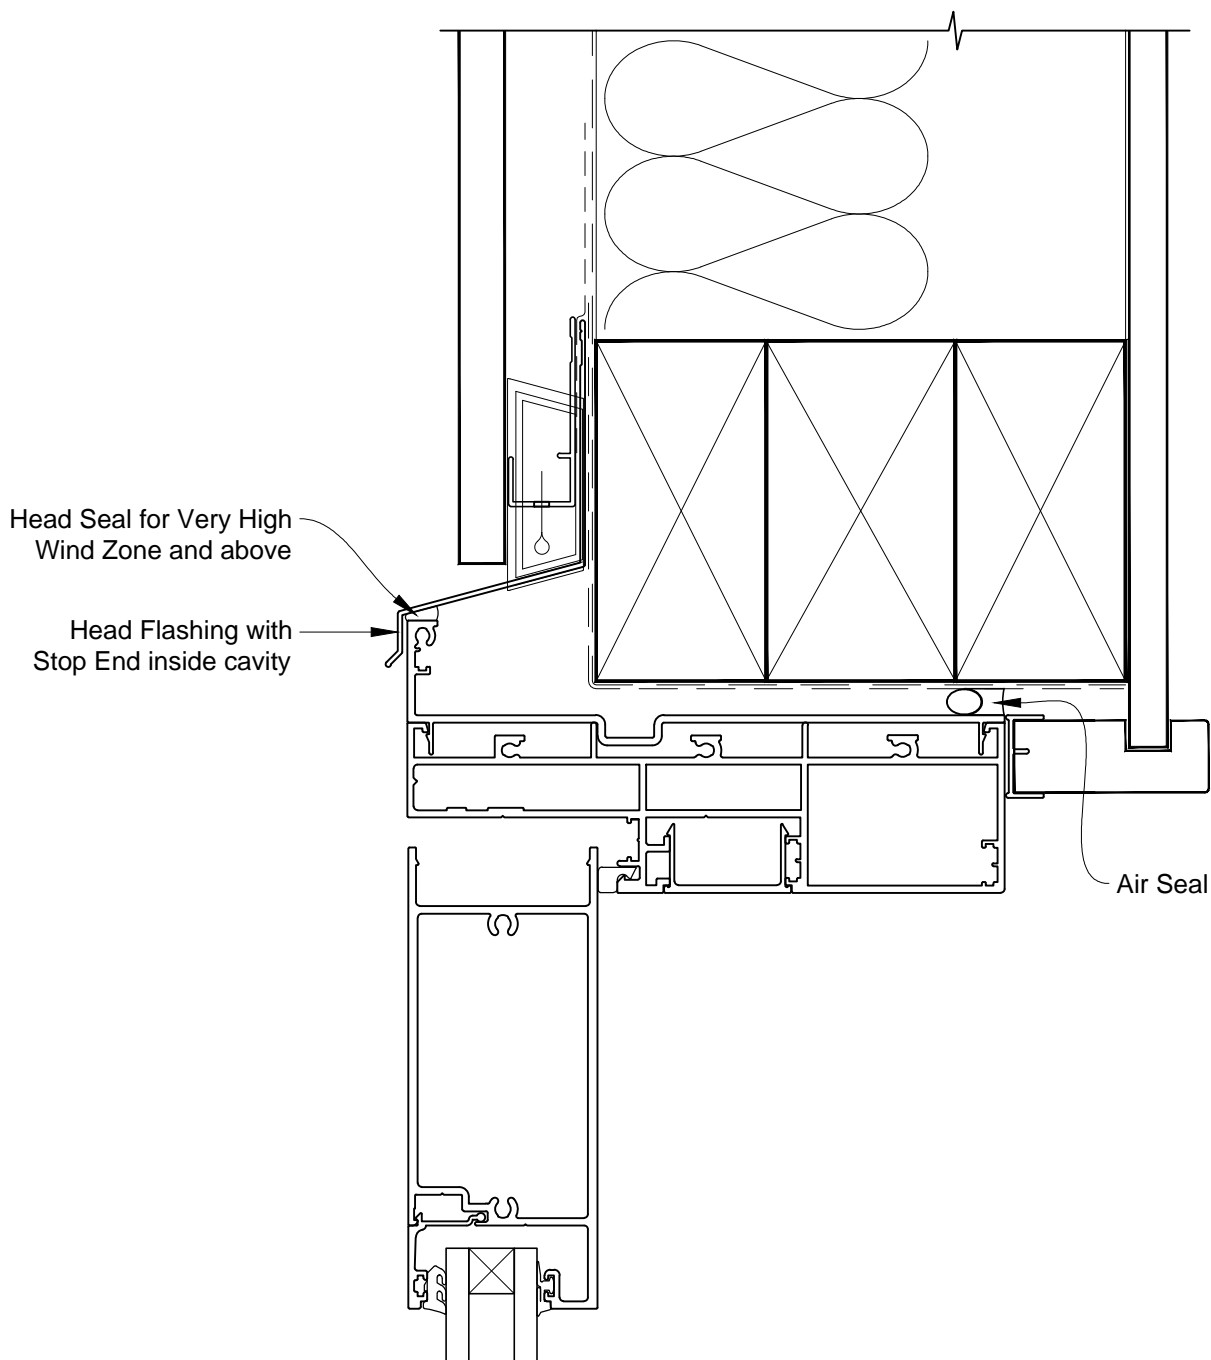 Head Seal for Very High
Wind Zone and above
Head Flashing with
Stop End inside cavity
Air Seal